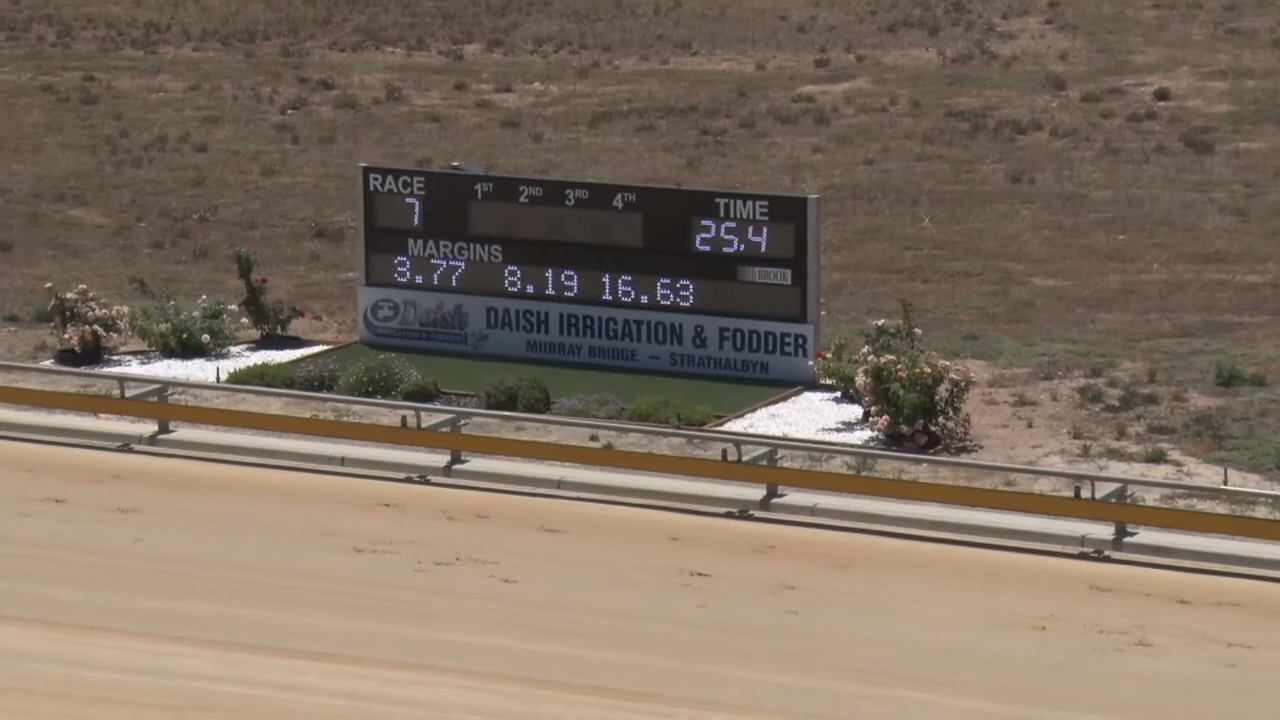 RACE 1ST 2ND 3RD 4TH TIME
7 25.4
MARGINS
3.77 8.19 16.63
BROOK
Daish
DAISH IRRIGATION & FODDER
MURRAY BRIDGE — STRATHALBYN